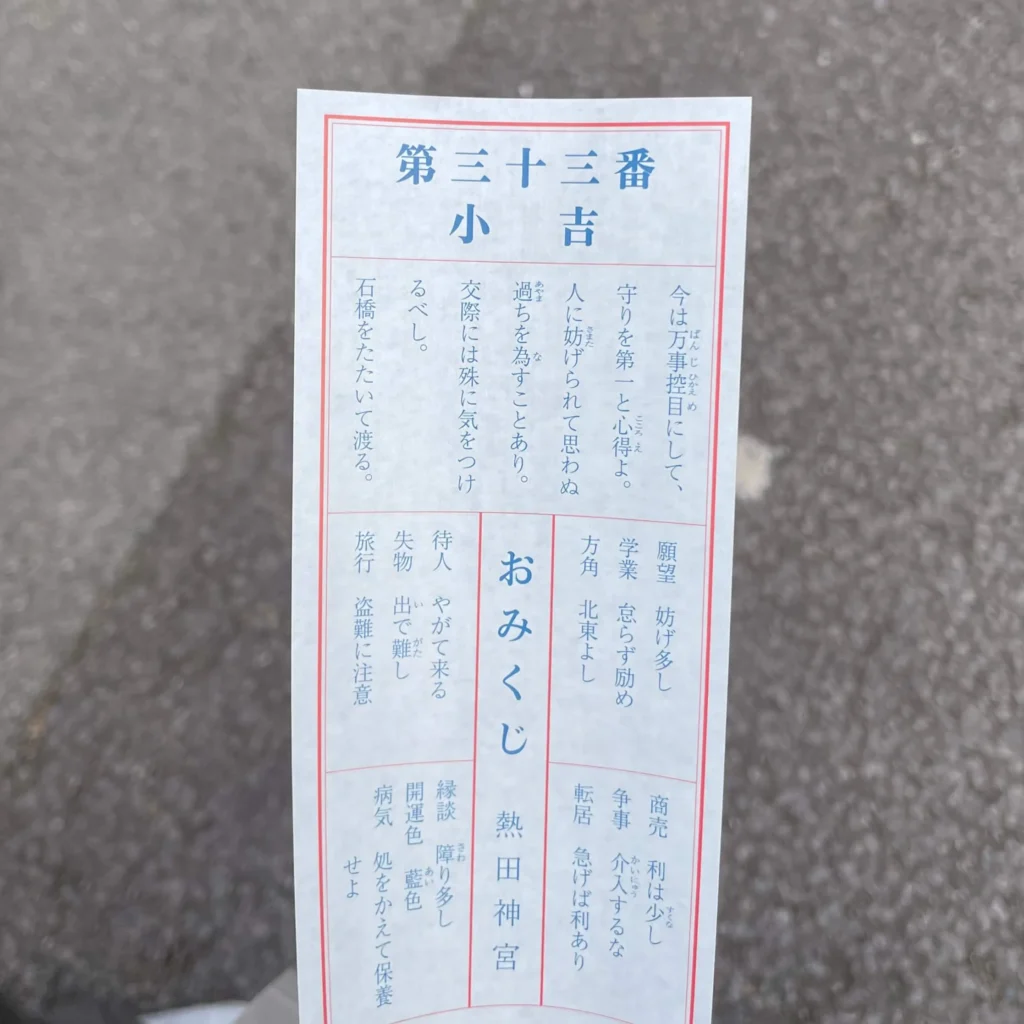 第三十三番
小吉
今は万事控目にして、
守りを第一と心得よ。
人に妨げられて思わぬ
過ちを為すことあり。
交際には殊に気をつけ
るべし。
石橋をたたいて渡る。
願望 妨げ多し
学業 怠らず励め
方角 北東よし
おみくじ 熱田神宮
待人 やがて来る
失物 出で難し
旅行 盗難に注意
商売 利は少し
争事 介入するな
転居 急げば利あり
縁談 障り多し
開運色 藍色
病気 処をかえて保養
せよ